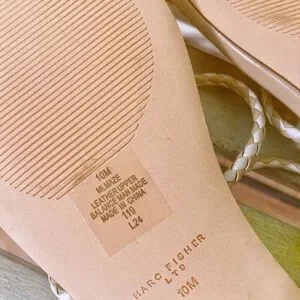 10M
MLMAZE
LEATHER UPPER
BALANCE MAN MADE
MADE IN CHINA
119
L24
MARC FISHER
LTD
10M